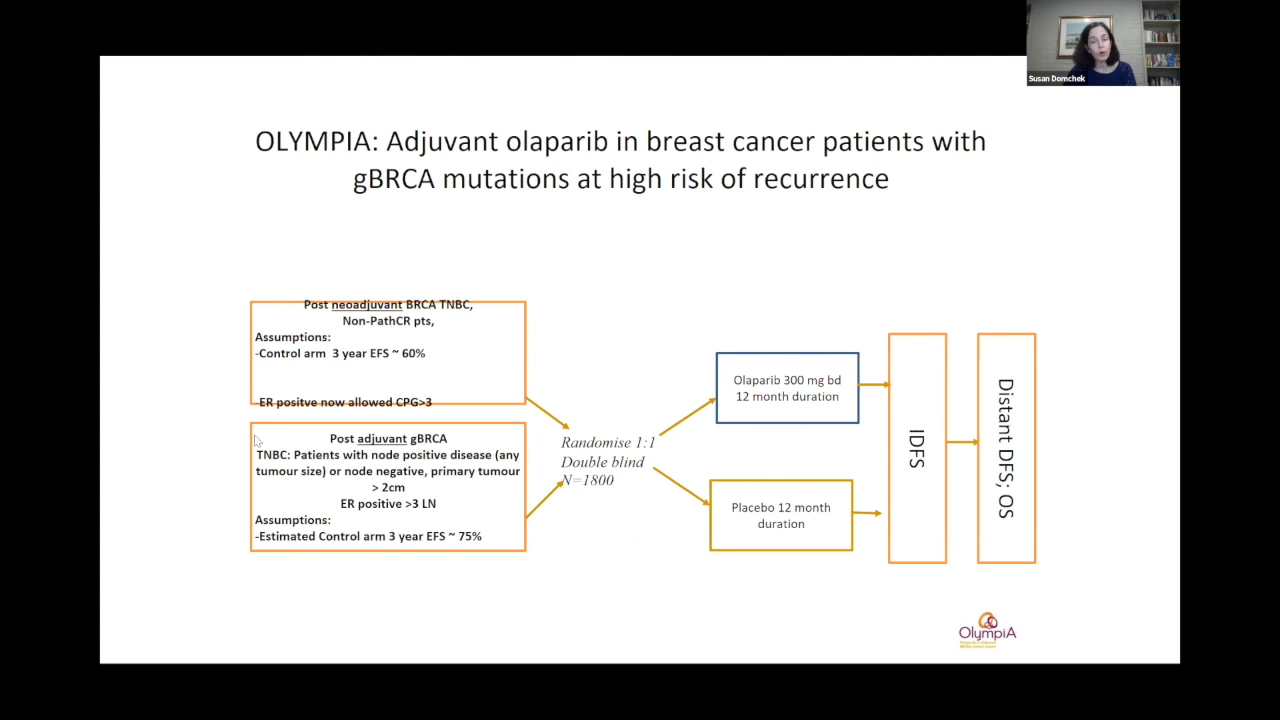 Susan Domchek
OLYMPIA: Adjuvant olaparib in breast cancer patients with
gBRCA mutations at high risk of recurrence
Post neoadjuvant BRCA TNBC,
Non-PathCR pts,
Assumptions:
-Control arm 3 year EFS ~ 60%
-ER positve now allowed CPG>3
Post adjuvant gBRCA
TNBC: Patients with node positive disease (any
tumour size) or node negative, primary tumour
> 2cm
ER positive >3 LN
Assumptions:
-Estimated Control arm 3 year EFS ~ 75%
Randomise 1:1
Double blind
N=1800
Olaparib 300 mg bd
12 month duration
Placebo 12 month
duration
IDFS
Distant DFS; OS
OlympiA